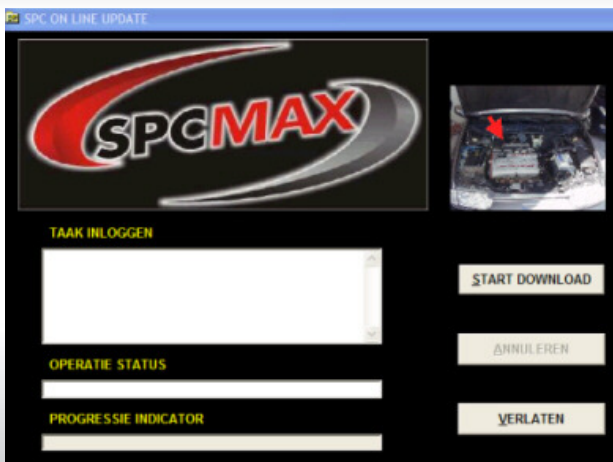 SPC ON LINE UPDATE
SPCMAX
TAAK INLOGGEN
START DOWNLOAD
ANNULEREN
OPERATIE STATUS
PROGRESSIE INDICATOR
VERLATEN